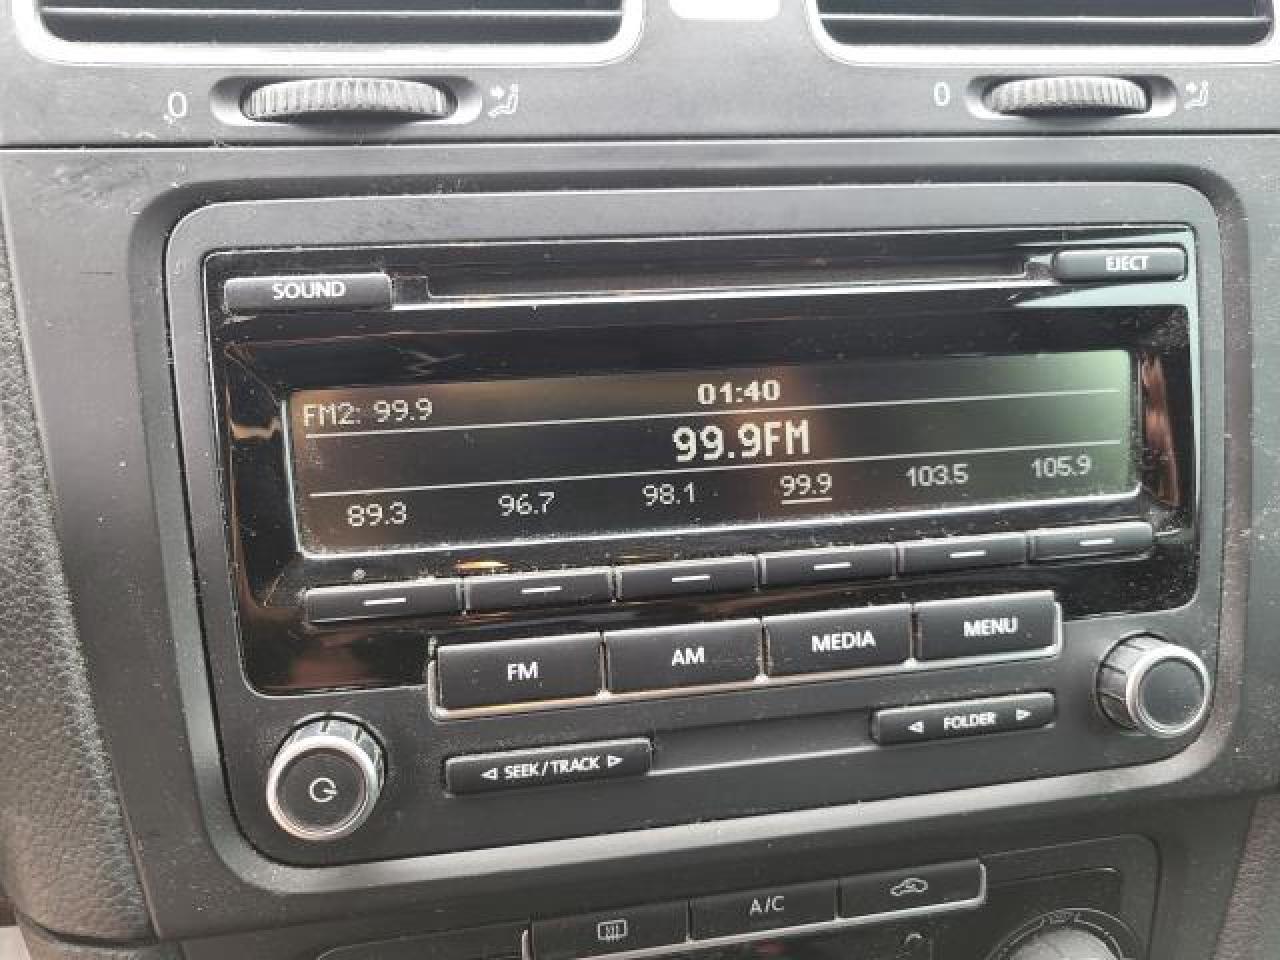 0
0
SOUND
EJECT
01:40
FM2: 99.9
99.9FM
89.3 96.7 98.1 99.9 103.5 105.9
FM AM MEDIA MENU
SEEK/TRACK FOLDER
A/C